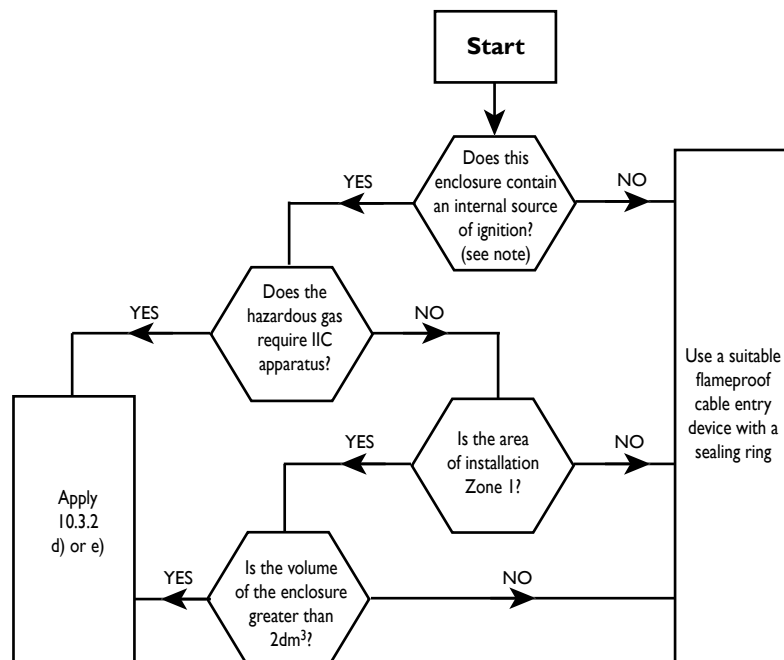 Start
Does this
enclosure contain
an internal source
of ignition?
(see note)
YES
NO
Does the
hazardous gas
require IIC
apparatus?
YES
NO
Use a suitable
flameproof
cable entry
device with a
sealing ring
Is the area
of installation
Zone 1?
YES
NO
Apply
10.3.2
d) or e)
Is the volume
of the enclosure
greater than
2dm³?
YES
NO